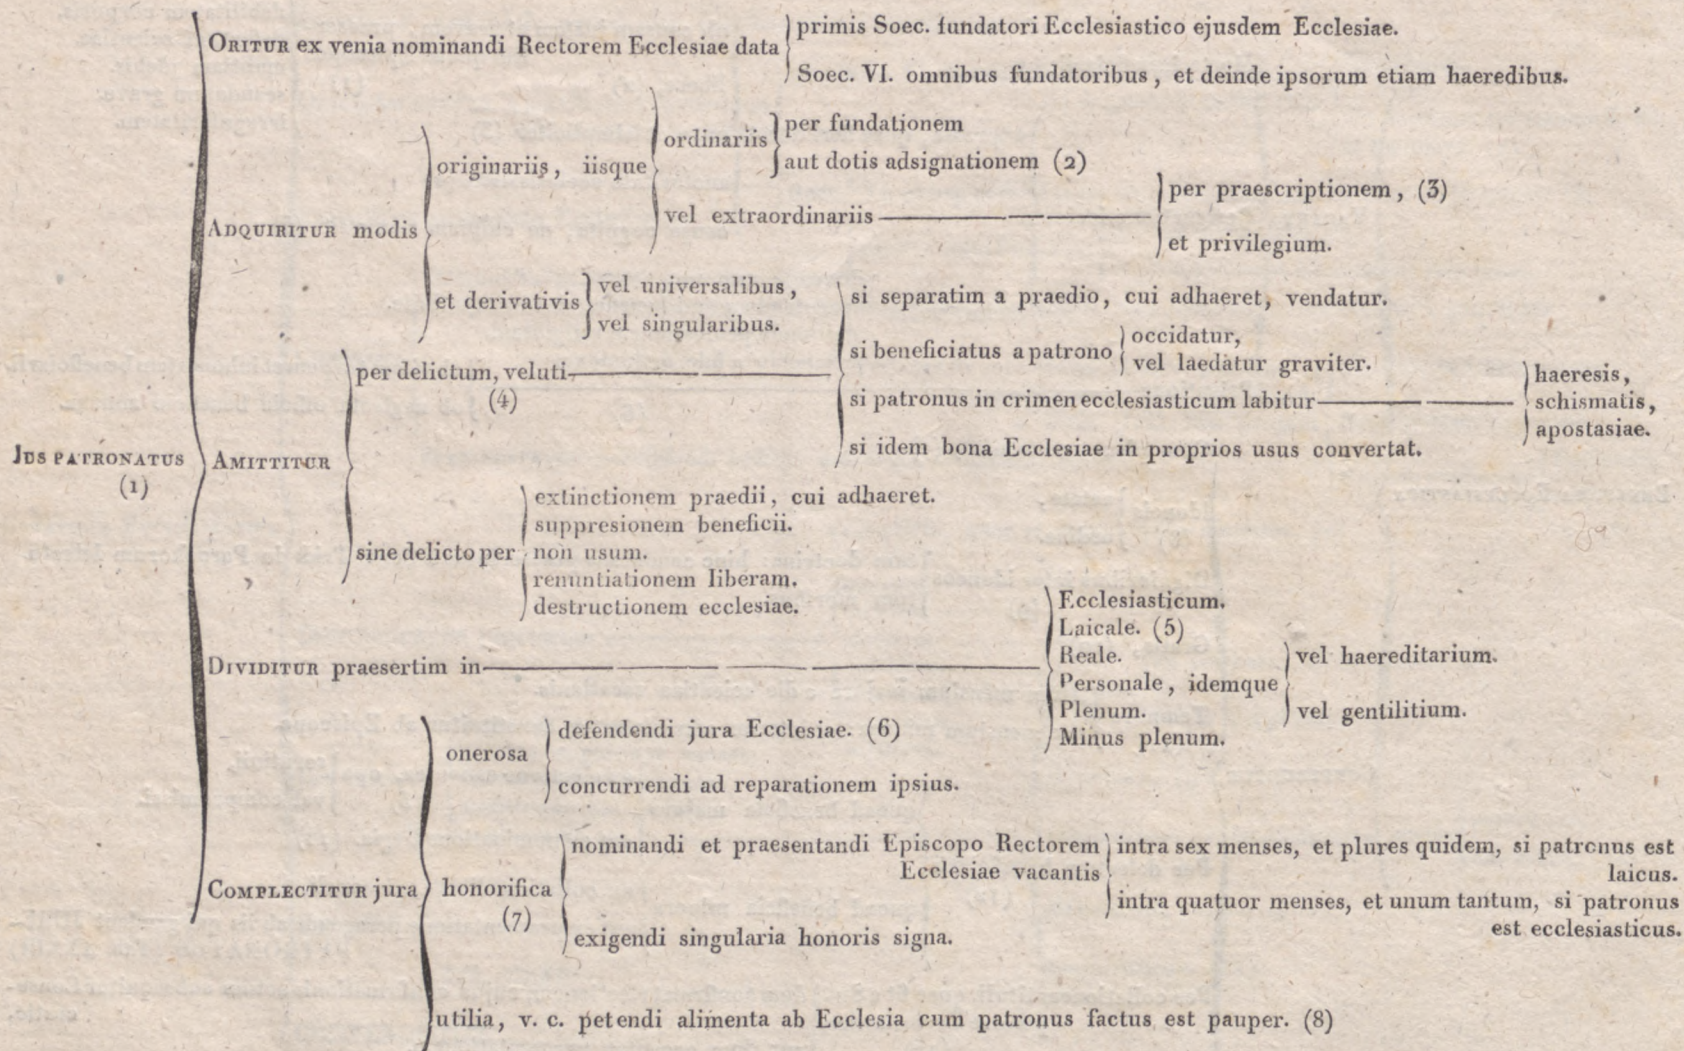 primis Soec. fundatori Ecclesiastico ejusdem Ecclesiae.
ORITUR ex venia nominandi Rectorem Ecclesiae data
Soec. VI. omnibus fundatoribus, et deinde ipsorum etiam haeredibus.
per fundationem
ordinariis
aut dotis adsignationem (2)
originariis, iisque
per praescriptionem, (3)
vel extraordinariis
ADQUIRITUR modis
et privilegium.
vel universalibus,
et derivativis
vel singularibus.
si separatim a praedio, cui adhaeret, vendatur.
occidatur,
si beneficiatus a patrono
vel laedatur graviter.
per delictum, veluti
(4)
haeresis,
si patronus in crimen ecclesiasticum labitur
schismatis,
apostasiae.
si idem bona Ecclesiae in proprios usus convertat.
JUS PATRONATUS
(1)
AMITTITUR
extinctionem praedii, cui adhaeret.
suppresionem beneficii.
sine delicto per
non usum.
renuntiationem liberam.
destructionem ecclesiae.
Ecclesiasticum.
Laicale. (5)
DIVIDITUR praesertim in
Reale.
vel haereditarium.
Personale, idemque
Plenum.
vel gentilitium.
Minus plenum.
defendendi jura Ecclesiae. (6)
onerosa
concurrendi ad reparationem ipsius.
nominandi et praesentandi Episcopo Rectorem
Ecclesiae vacantis
intra sex menses, et plures quidem, si patronus est
laicus.
COMPLECTITUR jura
honorifica
(7)
intra quatuor menses, et unum tantum, si patronus
est ecclesiasticus.
exigendi singularia honoris signa.
utilia, v. c. petendi alimenta ab Ecclesia cum patronus factus est pauper. (8)